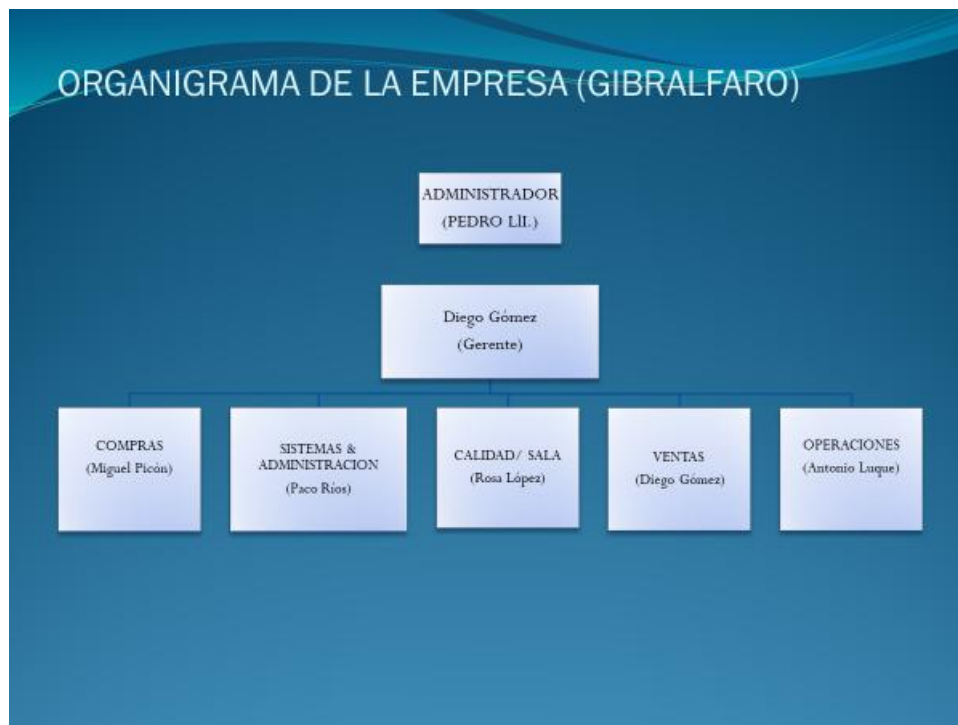 ORGANIGRAMA DE LA EMPRESA (GIBRALFARO)
ADMINISTRADOR
(PEDRO LlL)
Diego Gómez
(Gerente)
COMPRAS
(Miguel Picón)
SISTEMAS &
ADMINISTRACION
(Paco Ríos)
CALIDAD/ SALA
(Rosa López)
VENTAS
(Diego Gómez)
OPERACIONES
(Antonio Luque)